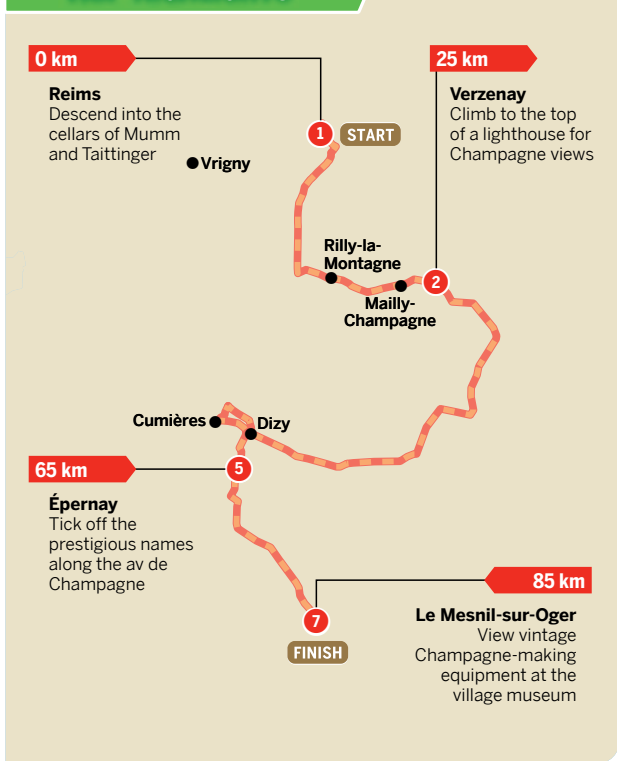 0 km
Reims
Descend into the
cellars of Mumm
and Taittinger
25 km
Verzenay
Climb to the top
of a lighthouse for
Champagne views
1
START
Vrigny
Rilly-la-
Montagne
2
Mailly-
Champagne
Cumières
Dizy
65 km
5
Épernay
Tick off the
prestigious names
along the av de
Champagne
85 km
7
FINISH
Le Mesnil-sur-Oger
View vintage
Champagne-making
equipment at the
village museum